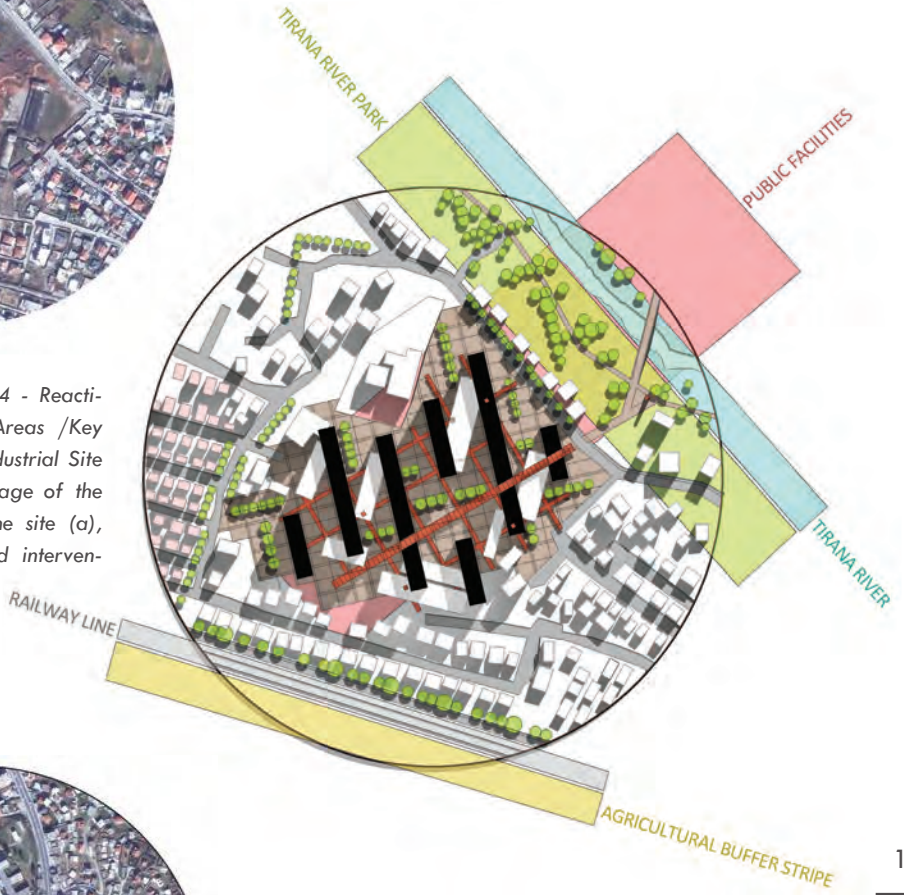 TIRANA RIVER PARK
PUBLIC FACILITIES
4 - Reacti-
Areas /Key
dustrial Site
age of the
ne site (a),
d interven-
TIRANA RIVER
RAILWAY LINE
AGRICULTURAL BUFFER STRIPE
1